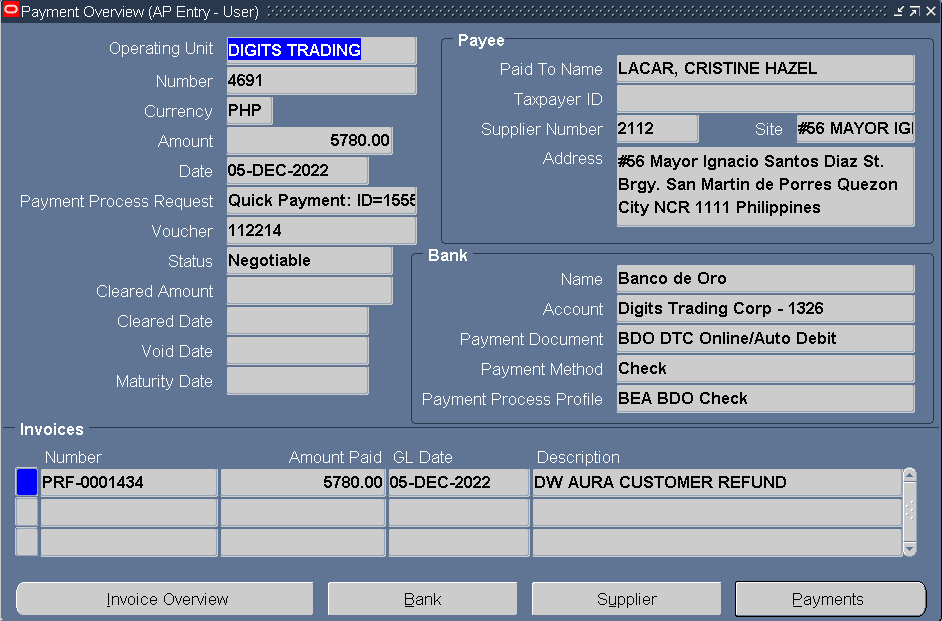 Payment Overview (AP Entry - User)
Operating Unit DIGITS TRADING
Number 4691
Currency PHP
Amount 5780.00
Date 05-DEC-2022
Payment Process Request Quick Payment: ID=1555
Voucher 112214
Status Negotiable
Cleared Amount
Cleared Date
Void Date
Maturity Date
Payee
Paid To Name LACAR, CRISTINE HAZEL
Taxpayer ID
Supplier Number 2112 Site #56 MAYOR IGI
Address #56 Mayor Ignacio Santos Diaz St.
Brgy. San Martin de Porres Quezon
City NCR 1111 Philippines
Bank
Name Banco de Oro
Account Digits Trading Corp - 1326
Payment Document BDO DTC Online/Auto Debit
Payment Method Check
Payment Process Profile BEA BDO Check
Invoices
Number Amount Paid GL Date Description
PRF-0001434 5780.00 05-DEC-2022 DW AURA CUSTOMER REFUND
Invoice Overview Bank Supplier Payments